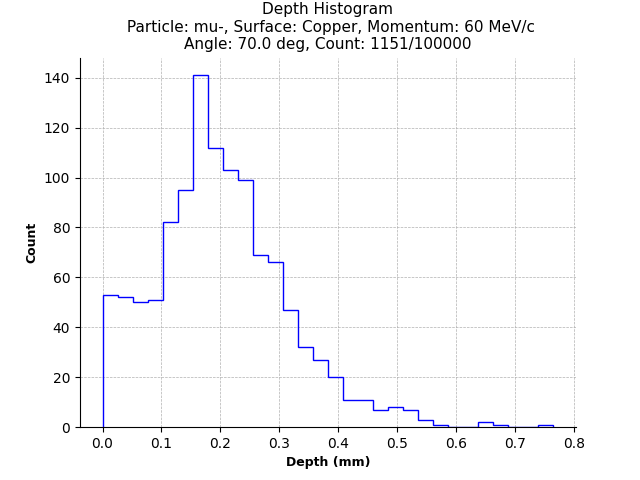 Depth Histogram
Particle: mu-, Surface: Copper, Momentum: 60 MeV/c
Angle: 70.0 deg, Count: 1151/100000
140
120
100
80
60
40
20
0
Count
0.0 0.1 0.2 0.3 0.4 0.5 0.6 0.7 0.8
Depth (mm)